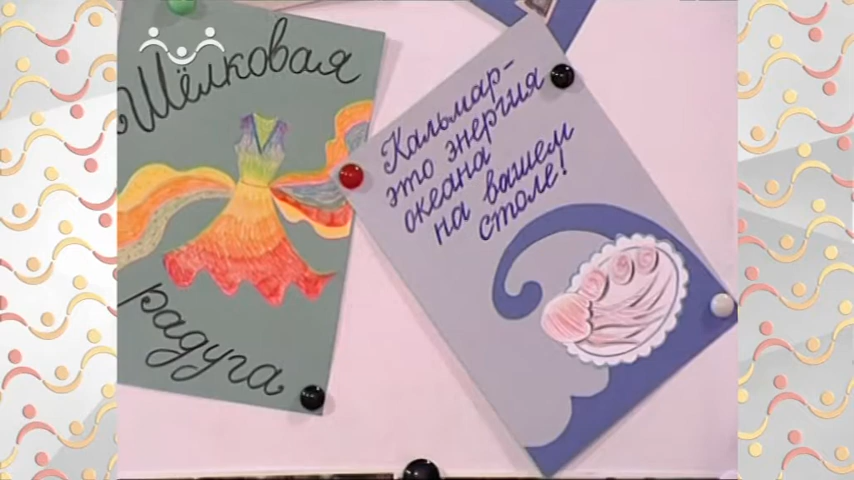 Шёлковая
радуга
Кальмар-
это энергия
океана
на вашем
столе!